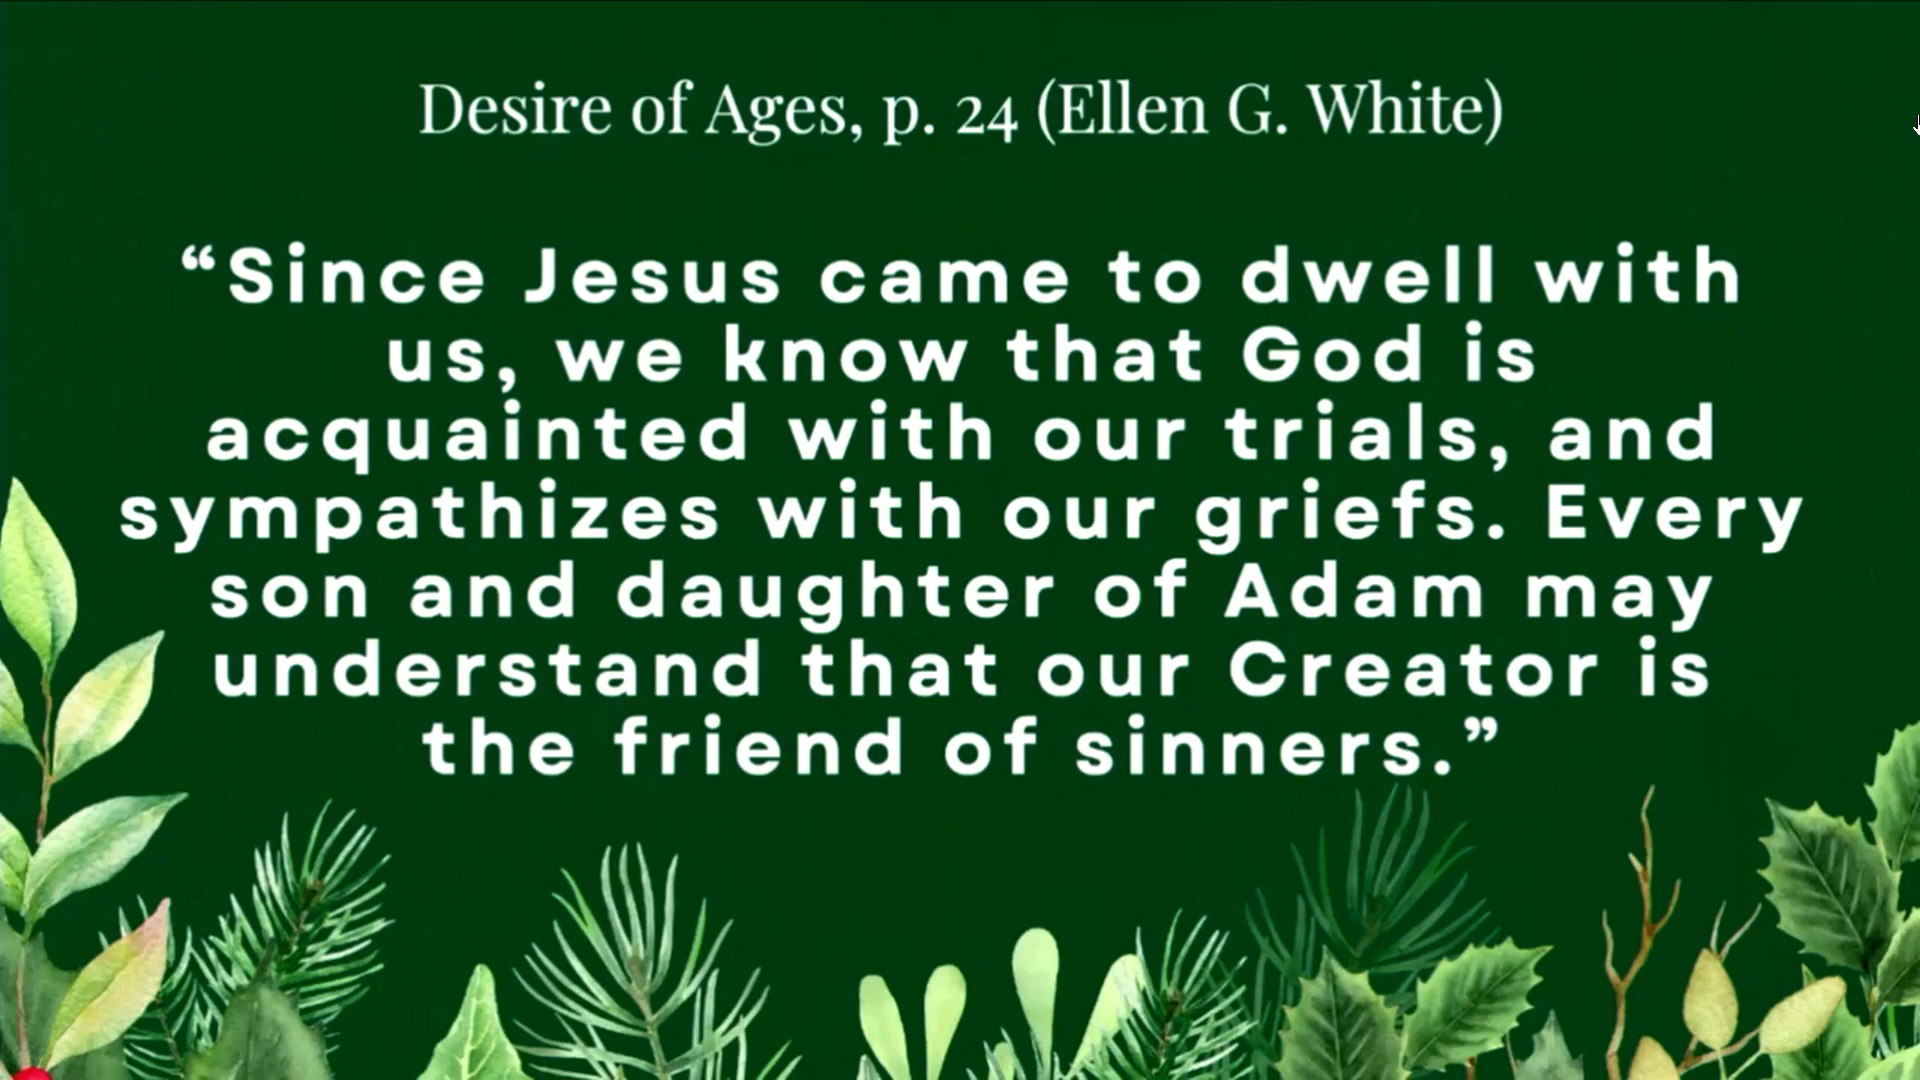 Desire of Ages, p. 24 (Ellen G. White)
“Since Jesus came to dwell with
us, we know that God is
acquainted with our trials, and
sympathizes with our griefs. Every
son and daughter of Adam may
understand that our Creator is
the friend of sinners.”